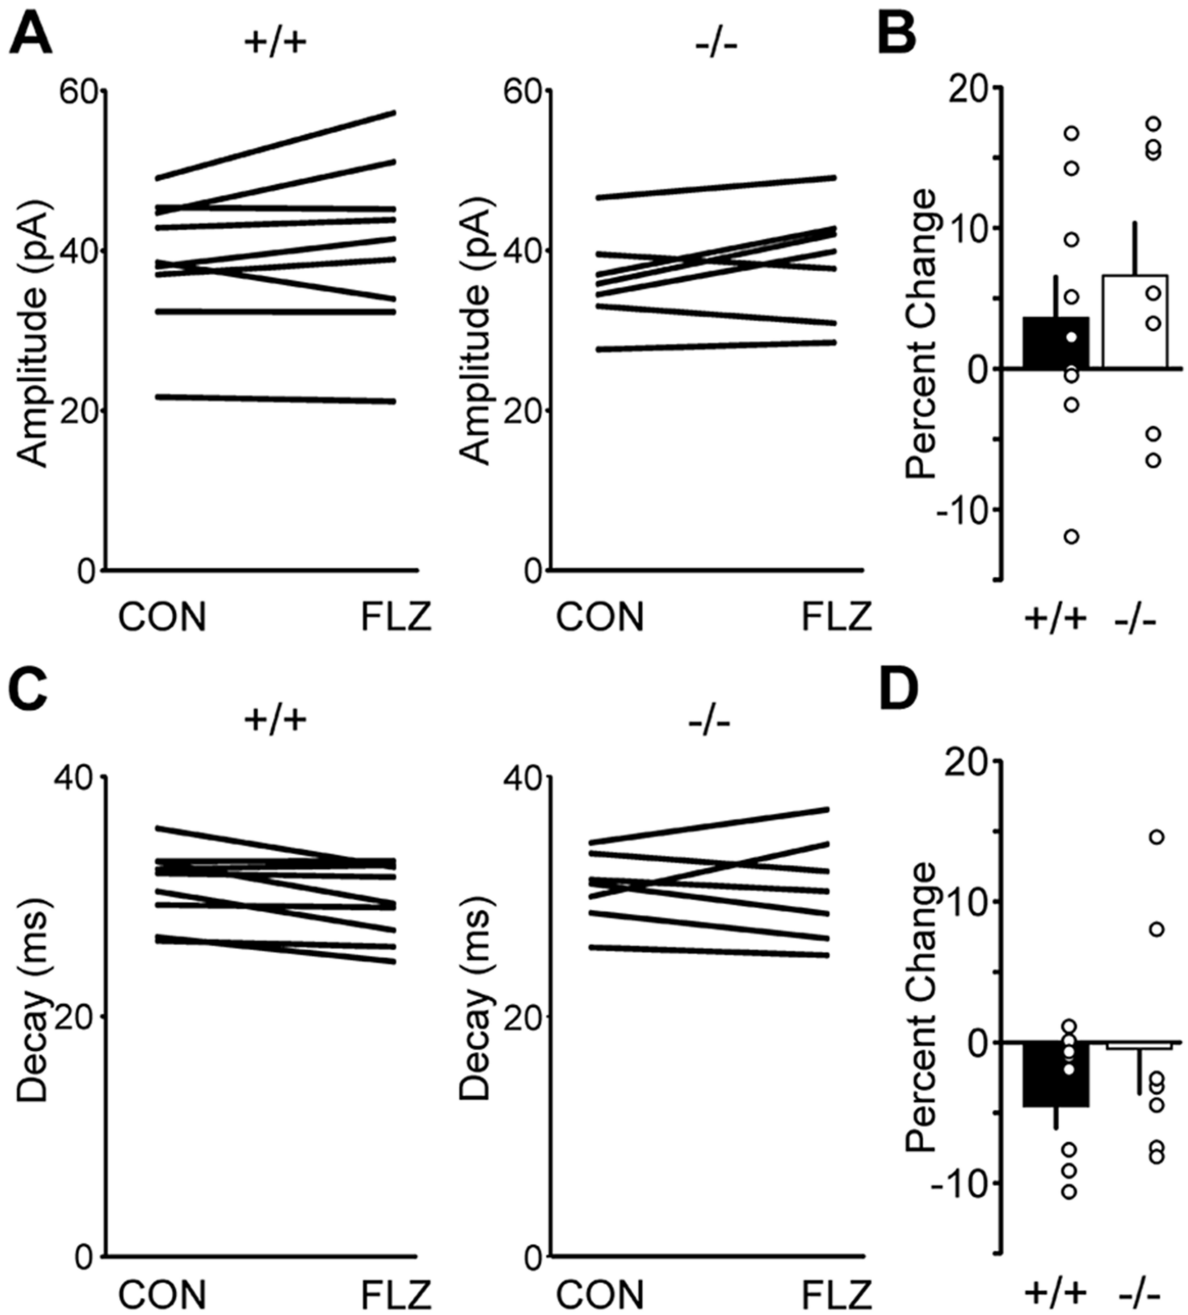 A
+/+
-/-
B
60
40
20
0
Amplitude (pA)
CON
FLZ
60
40
20
0
Amplitude (pA)
CON
FLZ
20
10
0
-10
Percent Change
+/+
-/-
C
+/+
-/-
D
40
20
0
Decay (ms)
CON
FLZ
40
20
0
Decay (ms)
CON
FLZ
20
10
0
-10
Percent Change
+/+
-/-